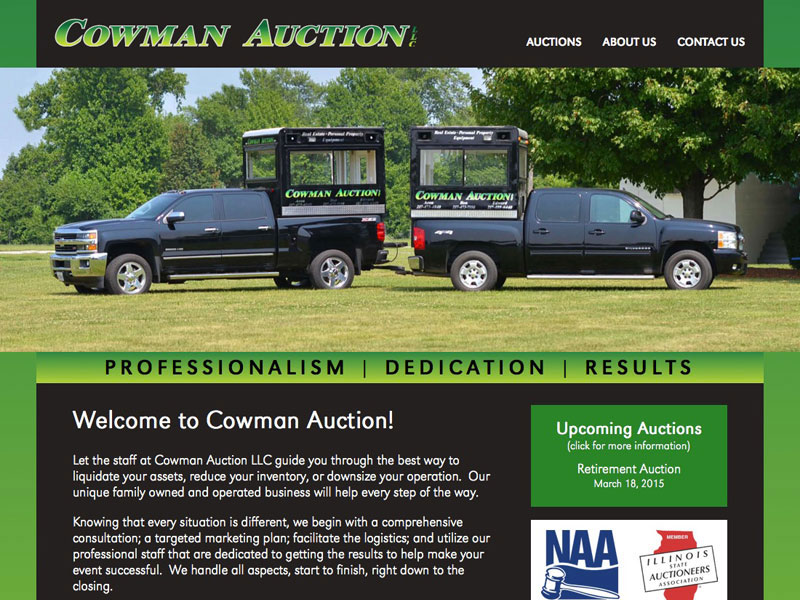 COWMAN AUCTION LLC
AUCTIONS ABOUT US CONTACT US
Real Estate - Personal Property
Equipment
COWMAN AUCTION
Real Estate - Personal Property
Equipment
COWMAN AUCTION
PROFESSIONALISM | DEDICATION | RESULTS
Welcome to Cowman Auction!
Let the staff at Cowman Auction LLC guide you through the best way to
liquidate your assets, reduce your inventory, or downsize your operation. Our
unique family owned and operated business will help every step of the way.
Knowing that every situation is different, we begin with a comprehensive
consultation; a targeted marketing plan; facilitate the logistics; and utilize our
professional staff that are dedicated to getting the results to help make your
event successful. We handle all aspects, start to finish, right down to the
closing.
Upcoming Auctions
(click for more information)
Retirement Auction
March 18, 2015
NAA
MEMBER
ILLINOIS
STATE
AUCTIONEERS
ASSOCIATION